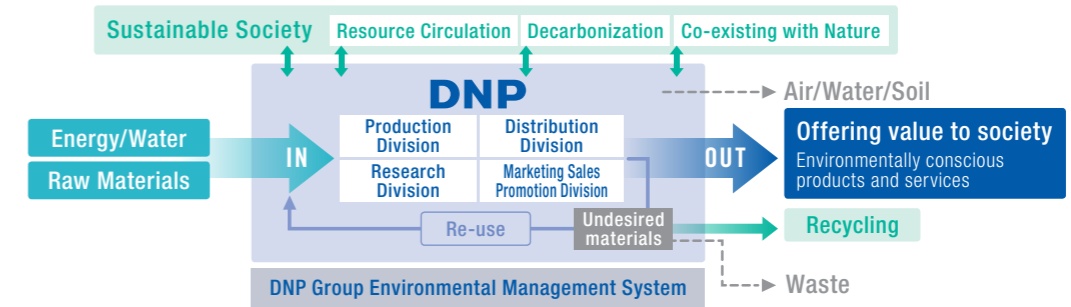 Sustainable Society
Resource Circulation
Decarbonization
Co-existing with Nature
DNP
Air/Water/Soil
Energy/Water
Raw Materials
IN
Production
Division
Distribution
Division
Research
Division
Marketing Sales
Promotion Division
OUT
Offering value to society
Environmentally conscious
products and services
Re-use
Undesired
materials
Recycling
Waste
DNP Group Environmental Management System